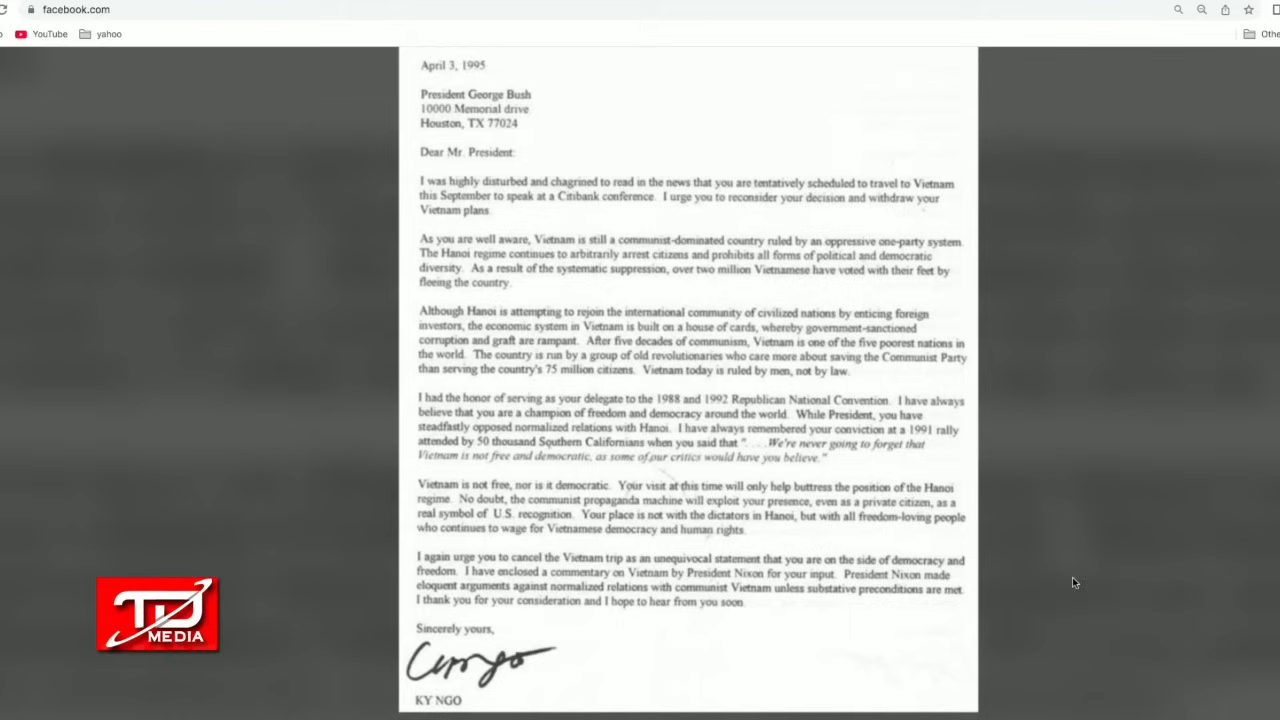 facebook.com
YouTube
yahoo
Othe
April 3, 1995
President George Bush
10000 Memorial drive
Houston, TX 77024
Dear Mr. President:
I was highly disturbed and chagrined to read in the news that you are tentatively scheduled to travel to Vietnam
this September to speak at a Citibank conference. I urge you to reconsider your decision and withdraw your
Vietnam plans.
As you are well aware, Vietnam is still a communist-dominated country ruled by an oppressive one-party system.
The Hanoi regime continues to arbitrarily arrest citizens and prohibits all forms of political and democratic
diversity. As a result of the systematic suppression, over two million Vietnamese have voted with their feet by
fleeing the country.
Although Hanoi is attempting to rejoin the international community of civilized nations by enticing foreign
investors, the economic system in Vietnam is built on a house of cards, whereby government-sanctioned
corruption and graft are rampant. After five decades of communism, Vietnam is one of the five poorest nations in
the world. The country is run by a group of old revolutionaries who care more about saving the Communist Party
than serving the country's 75 million citizens. Vietnam today is ruled by men, not by law.
I had the honor of serving as your delegate to the 1988 and 1992 Republican National Convention. I have always
believe that you are a champion of freedom and democracy around the world. While President, you have
steadfastly opposed normalized relations with Hanoi. I have always remembered your conviction at a 1991 rally
attended by 50 thousand Southern Californians when you said that ". . . . We're never going to forget that
Vietnam is not free and democratic, as some of our critics would have you believe."
Vietnam is not free, nor is it democratic. Your visit at this time will only help buttress the position of the Hanoi
regime. No doubt, the communist propaganda machine will exploit your presence, even as a private citizen, as a
real symbol of U.S. recognition. Your place is not with the dictators in Hanoi, but with all freedom-loving people
who continues to wage for Vietnamese democracy and human rights.
I again urge you to cancel the Vietnam trip as an unequivocal statement that you are on the side of democracy and
freedom. I have enclosed a commentary on Vietnam by President Nixon for your input. President Nixon made
eloquent arguments against normalized relations with communist Vietnam unless substative preconditions are met.
I thank you for your consideration and I hope to hear from you soon.
Sincerely yours,
KY NGO
TD
MEDIA